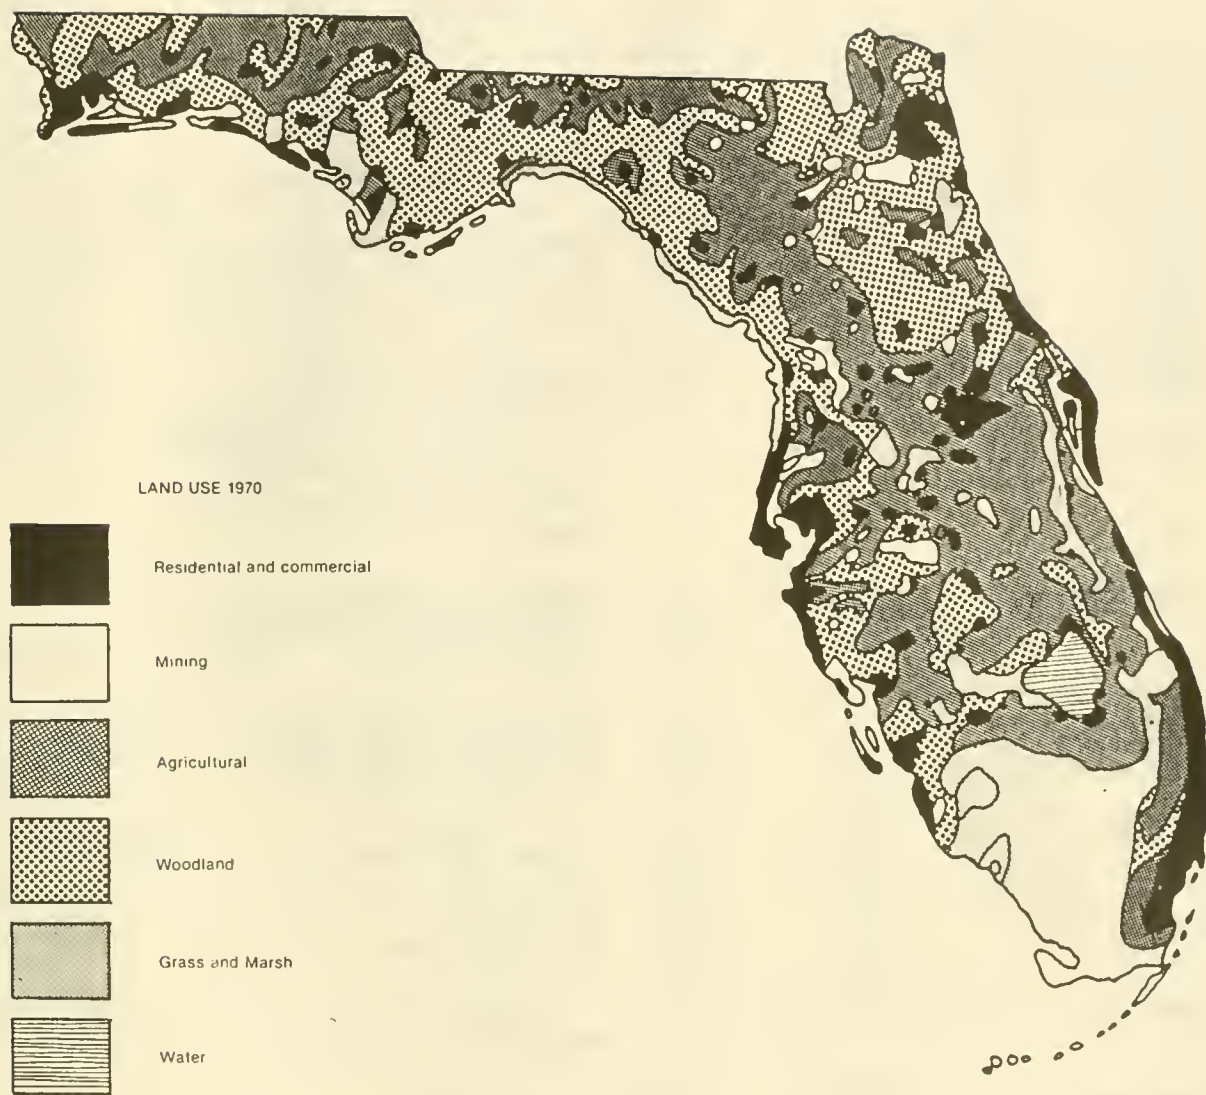 LAND USE 1970
Residential and commercial
Mining
Agricultural
Woodland
Grass and Marsh
Water